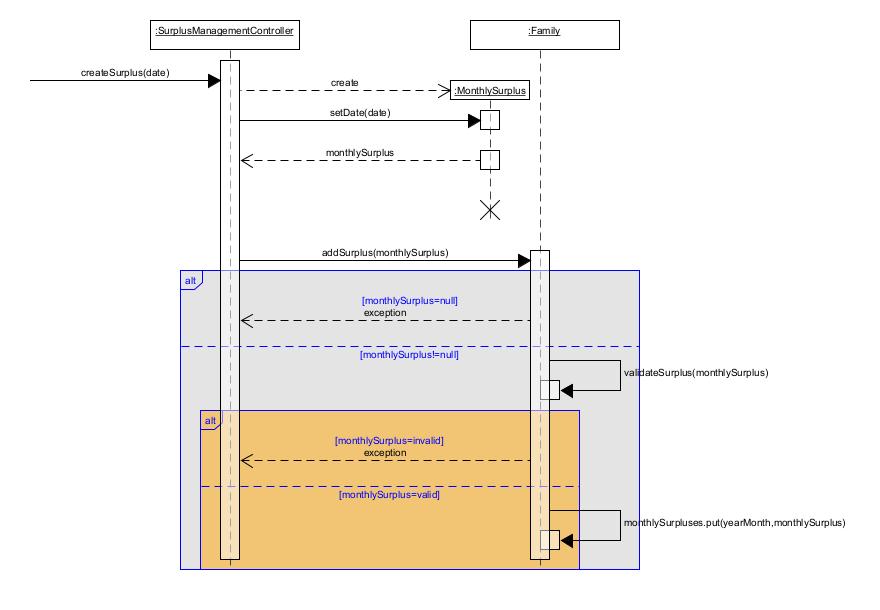 :SurplusManagementController
:Family
createSurplus(date)
create
:MonthlySurplus
setDate(date)
monthlySurplus
addSurplus(monthlySurplus)
alt
[monthlySurplus=null]
exception
[monthlySurplus!=null]
validateSurplus(monthlySurplus)
alt
[monthlySurplus=invalid]
exception
[monthlySurplus=valid]
monthlySurpluses.put(yearMonth,monthlySurplus)